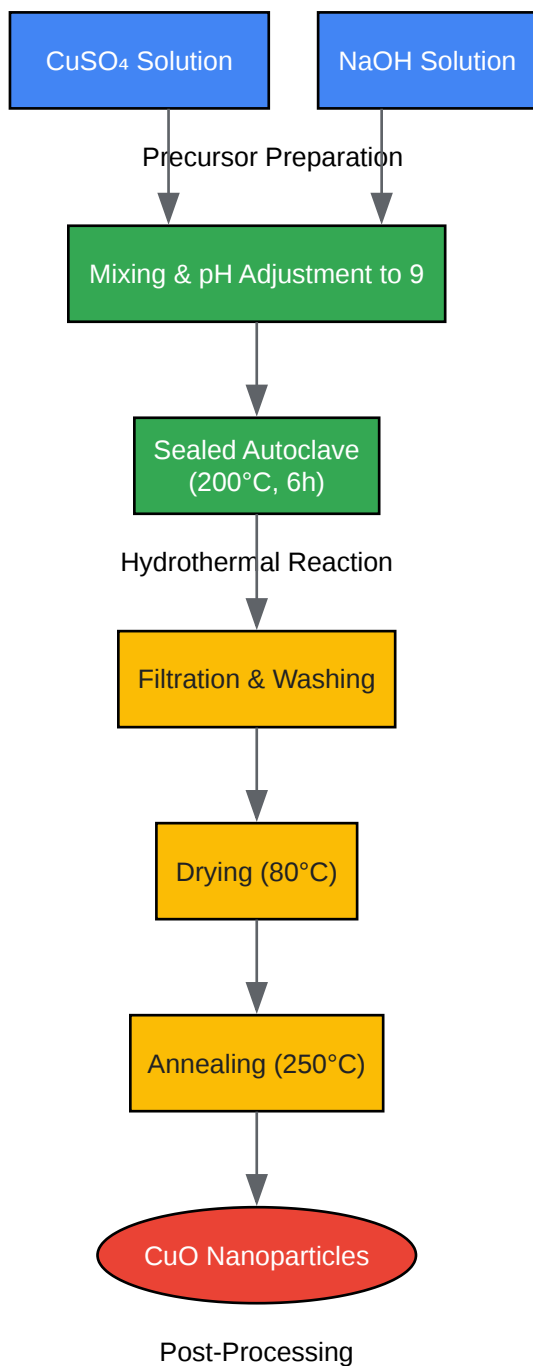 CuSO₄ Solution
NaOH Solution
Precursor Preparation
Mixing & pH Adjustment to 9
Sealed Autoclave
(200°C, 6h)
Hydrothermal Reaction
Filtration & Washing
Drying (80°C)
Annealing (250°C)
CuO Nanoparticles
Post-Processing